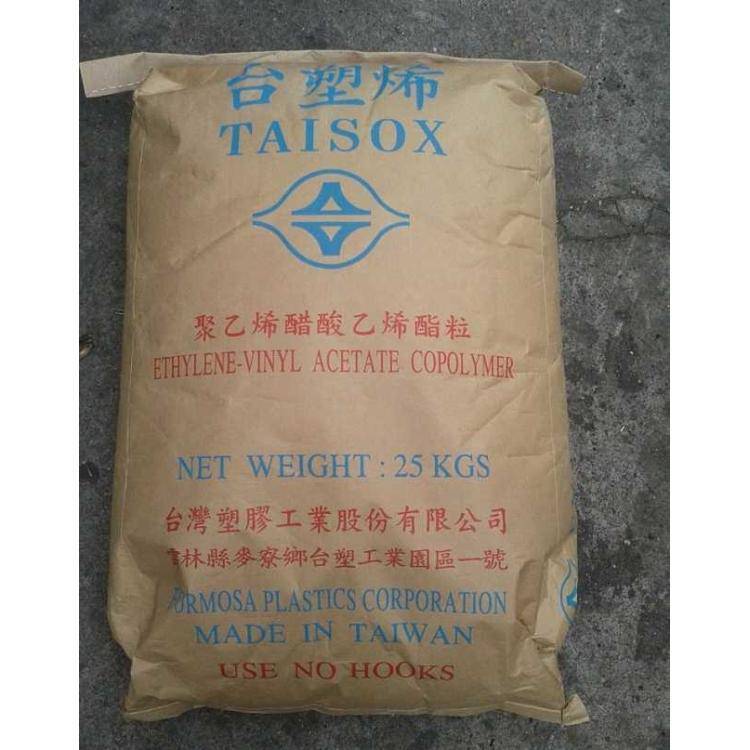 台塑烯
TAISOX
聚乙烯醋酸乙烯酯粒
ETHYLENE-VINYL ACETATE COPOLYMER
NET WEIGHT : 25 KGS
台灣塑膠工業股份有限公司
雲林縣麥寮鄉台塑工業園區一號
FORMOSA PLASTICS CORPORATION
MADE IN TAIWAN
USE NO HOOKS